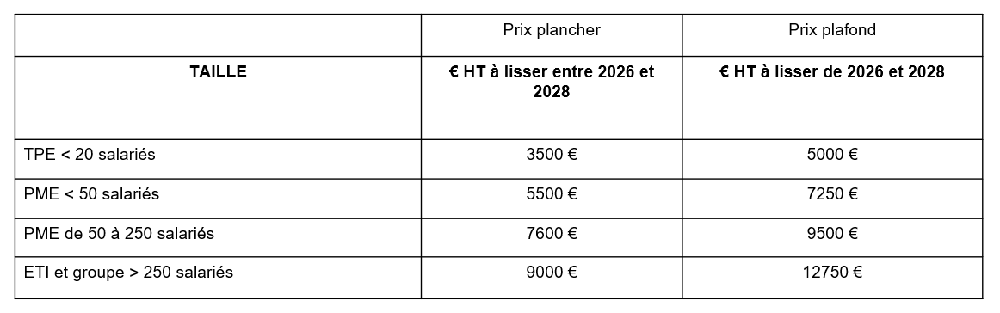 Prix plancher
Prix plafond
TAILLE
€ HT à lisser entre 2026 et
2028
€ HT à lisser de 2026 et 2028
TPE < 20 salariés
3500 €
5000 €
PME < 50 salariés
5500 €
7250 €
PME de 50 à 250 salariés
7600 €
9500 €
ETI et groupe > 250 salariés
9000 €
12750 €